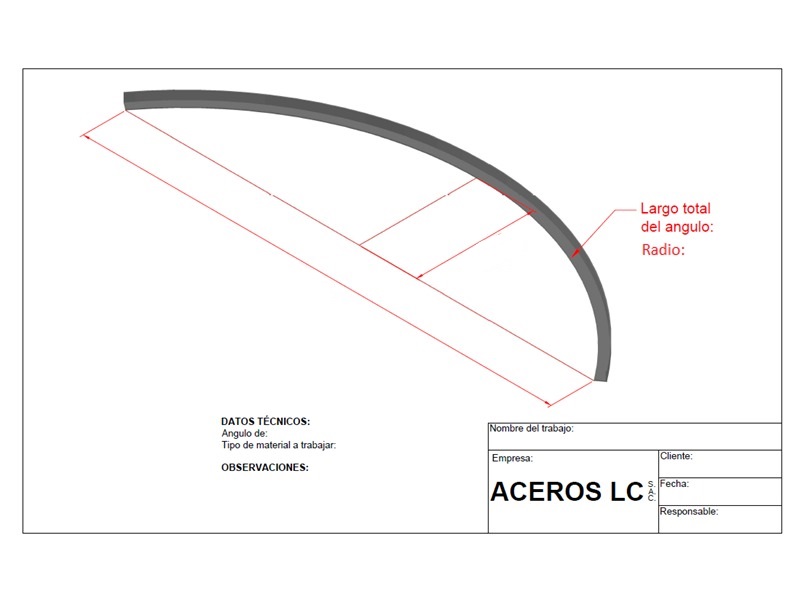 Largo total
del angulo:
Radio:
DATOS TÉCNICOS:
Angulo de:
Tipo de material a trabajar:
OBSERVACIONES:
Nombre del trabajo:
Empresa:
ACEROS LC S.A.C.
Cliente:
Fecha:
Responsable: